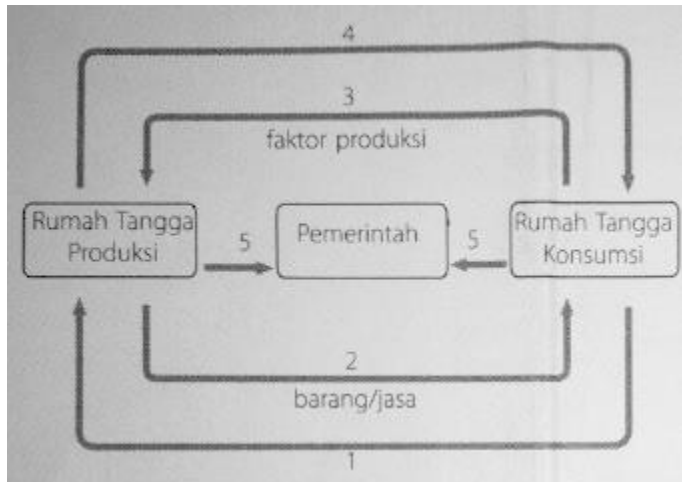 4
3
faktor produksi
Rumah Tangga
Produksi
5
Pemerintah
5
Rumah Tangga
Konsumsi
2
barang/jasa
1